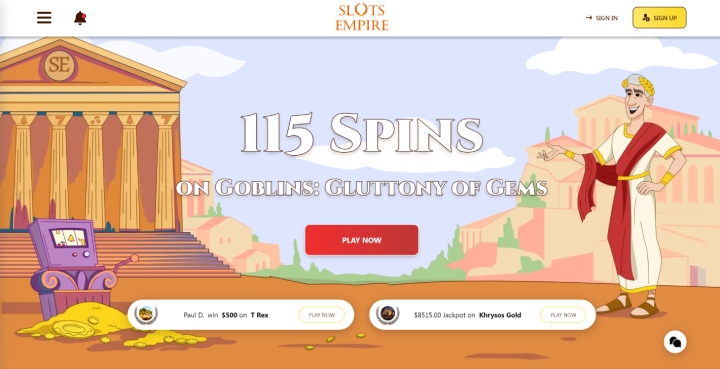 SLOTS
EMPIRE
SIGN IN
SIGN UP
SE
115 Spins
on Goblins: Gluttony of Gems
PLAY NOW
Paul D. win $500 on T Rex
PLAY NOW
$8515.00 Jackpot on Khrysos Gold
PLAY NOW